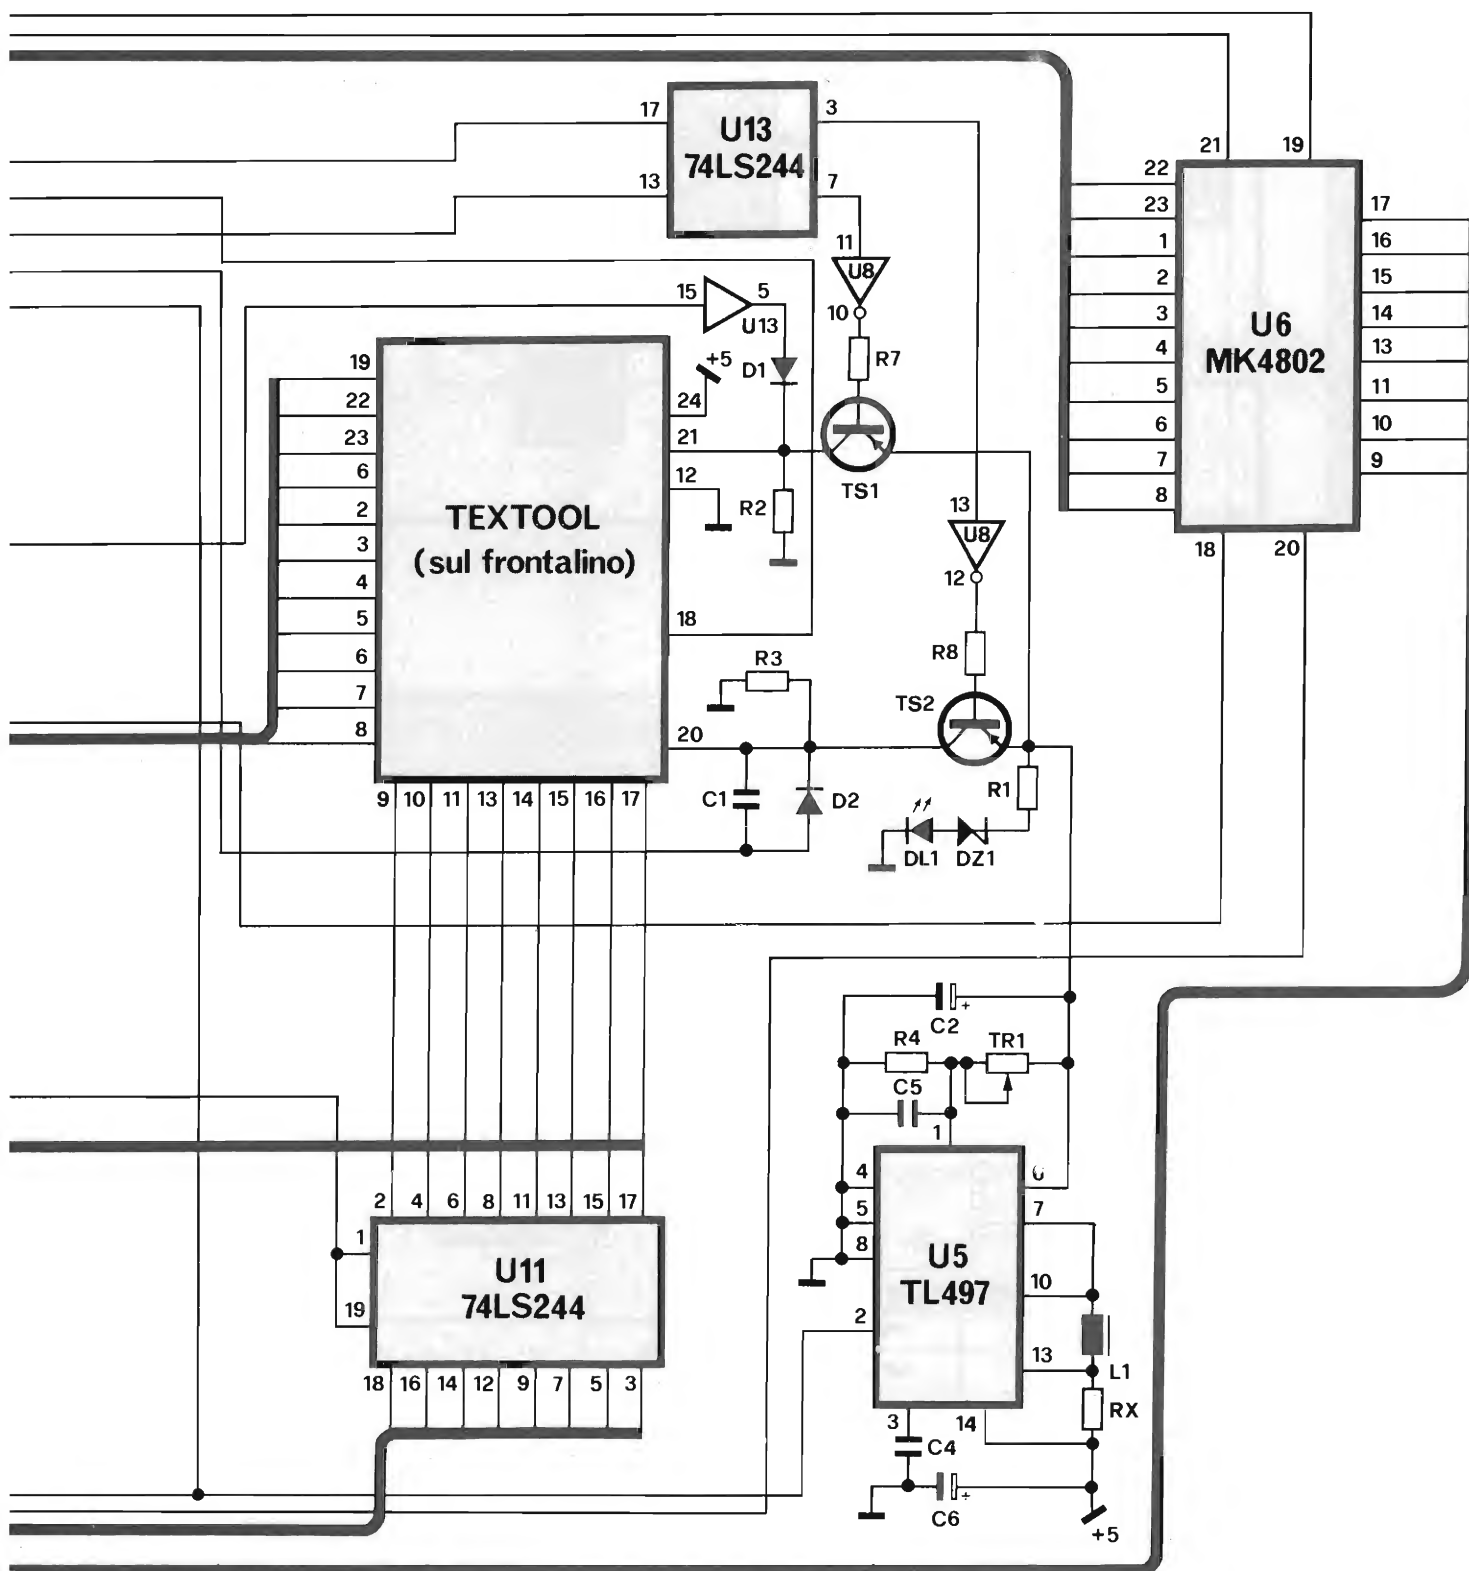 21 19
17 U13 3
74LS244
13 7
22
23
1
2
3
4
5
6
7
8
U6
MK4802
17
16
15
14
13
11
10
9
18 20
11
U8
10
R7
TS1
15 5
U13
D1
+5
19
22
23
6
2
3
4
5
6
7
8
TEXTOOL
(sul frontalino)
24
21
12
18
20
R2
13
U8
12
R8
TS2
R3
C1
D2
R1
DL1 DZ1
9 10 11 13 14 15 16 17
C2 +
R4 TR1
C5
1
4
5
8
2
U5
TL497
6
7
10
13
L1
RX
3 14
C4
C6 +
+5
2 4 6 8 11 13 15 17
1
19
U11
74LS244
18 16 14 12 9 7 5 3